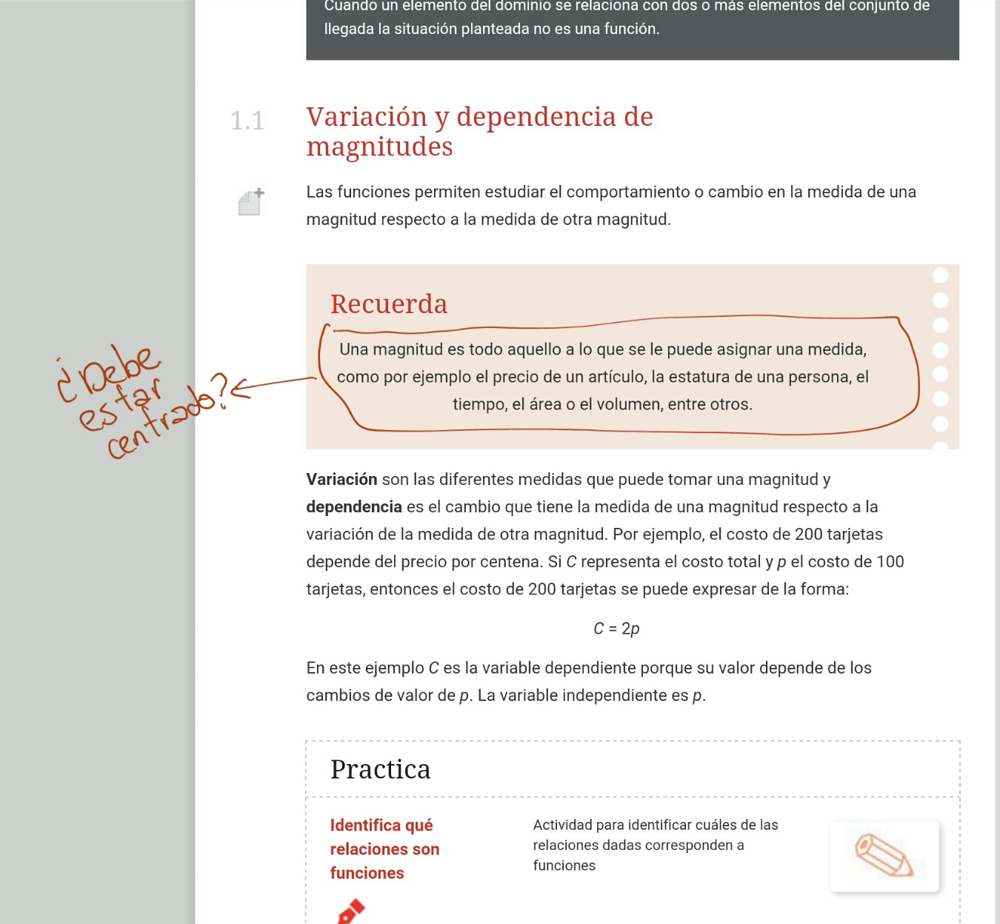 Cuando un elemento del dominio se relaciona con dos o más elementos del conjunto de
llegada la situación planteada no es una función.
1.1
Variación y dependencia de
magnitudes
Las funciones permiten estudiar el comportamiento o cambio en la medida de una
magnitud respecto a la medida de otra magnitud.
Recuerda
Una magnitud es todo aquello a lo que se le puede asignar una medida,
como por ejemplo el precio de un artículo, la estatura de una persona, el
tiempo, el área o el volumen, entre otros.
¿Debe
estar
centrado?
Variación son las diferentes medidas que puede tomar una magnitud y
dependencia es el cambio que tiene la medida de una magnitud respecto a la
variación de la medida de otra magnitud. Por ejemplo, el costo de 200 tarjetas
depende del precio por centena. Si C representa el costo total y p el costo de 100
tarjetas, entonces el costo de 200 tarjetas se puede expresar de la forma:
C = 2p
En este ejemplo C es la variable dependiente porque su valor depende de los
cambios de valor de p. La variable independiente es p.
Practica
Identifica qué
relaciones son
funciones
Actividad para identificar cuáles de las
relaciones dadas corresponden a
funciones